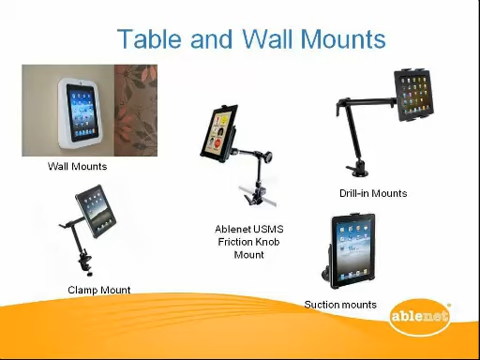 Table and Wall Mounts
Wall Mounts
Drill-in Mounts
Ablenet USMS
Friction Knob
Mount
Clamp Mount
Suction mounts
ablenet